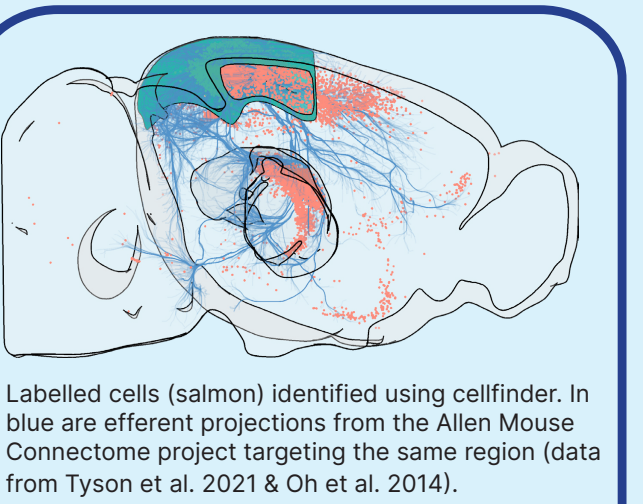 Labelled cells (salmon) identified using cellfinder. In
blue are efferent projections from the Allen Mouse
Connectome project targeting the same region (data
from Tyson et al. 2021 & Oh et al. 2014).